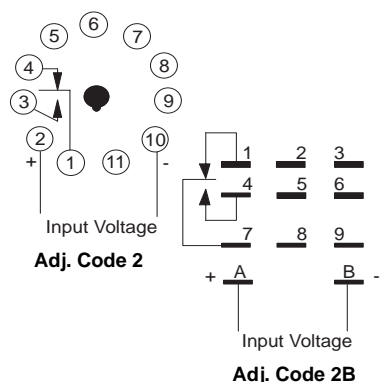 6
5
7
4
8
3
9
2
10
+
1
11
-
Input Voltage
Adj. Code 2
1 2 3
4 5 6
7 8 9
+ A B -
Input Voltage
Adj. Code 2B